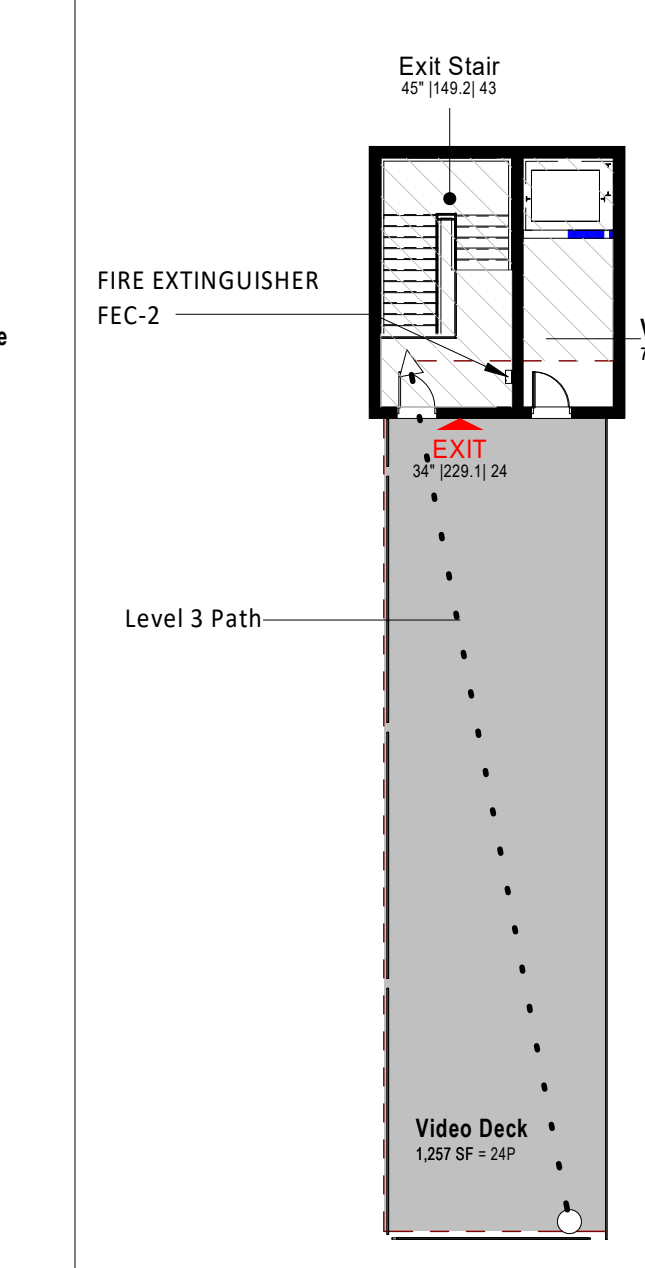 Exit Stair
45" |149.2| 43
FIRE EXTINGUISHER
FEC-2
EXIT
34" |229.1| 24
Level 3 Path
Video Deck
1,257 SF = 24P